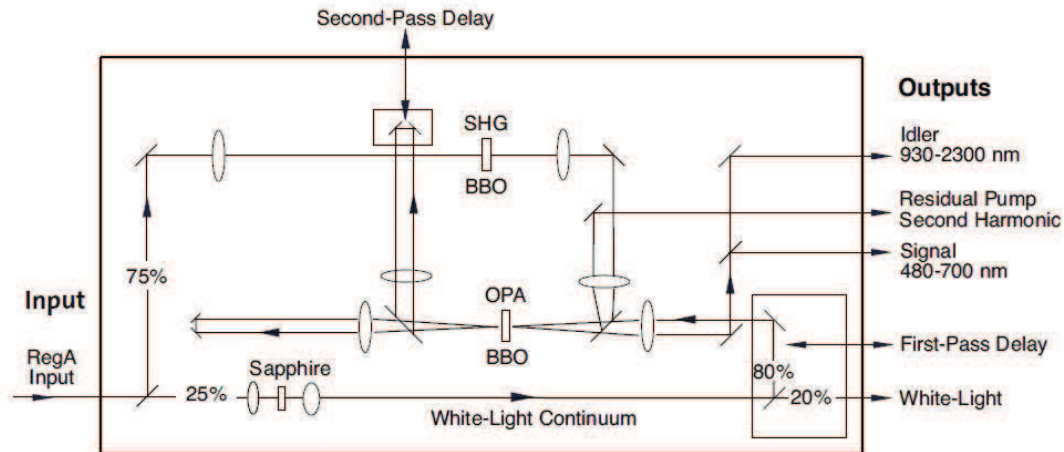 Second-Pass Delay
Outputs
SHG
BBO
Idler
930-2300 nm
Residual Pump
Second Harmonic
Signal
480-700 nm
75%
Input
OPA
BBO
RegA
Input
Sapphire
25%
White-Light Continuum
First-Pass Delay
80%
20%
White-Light